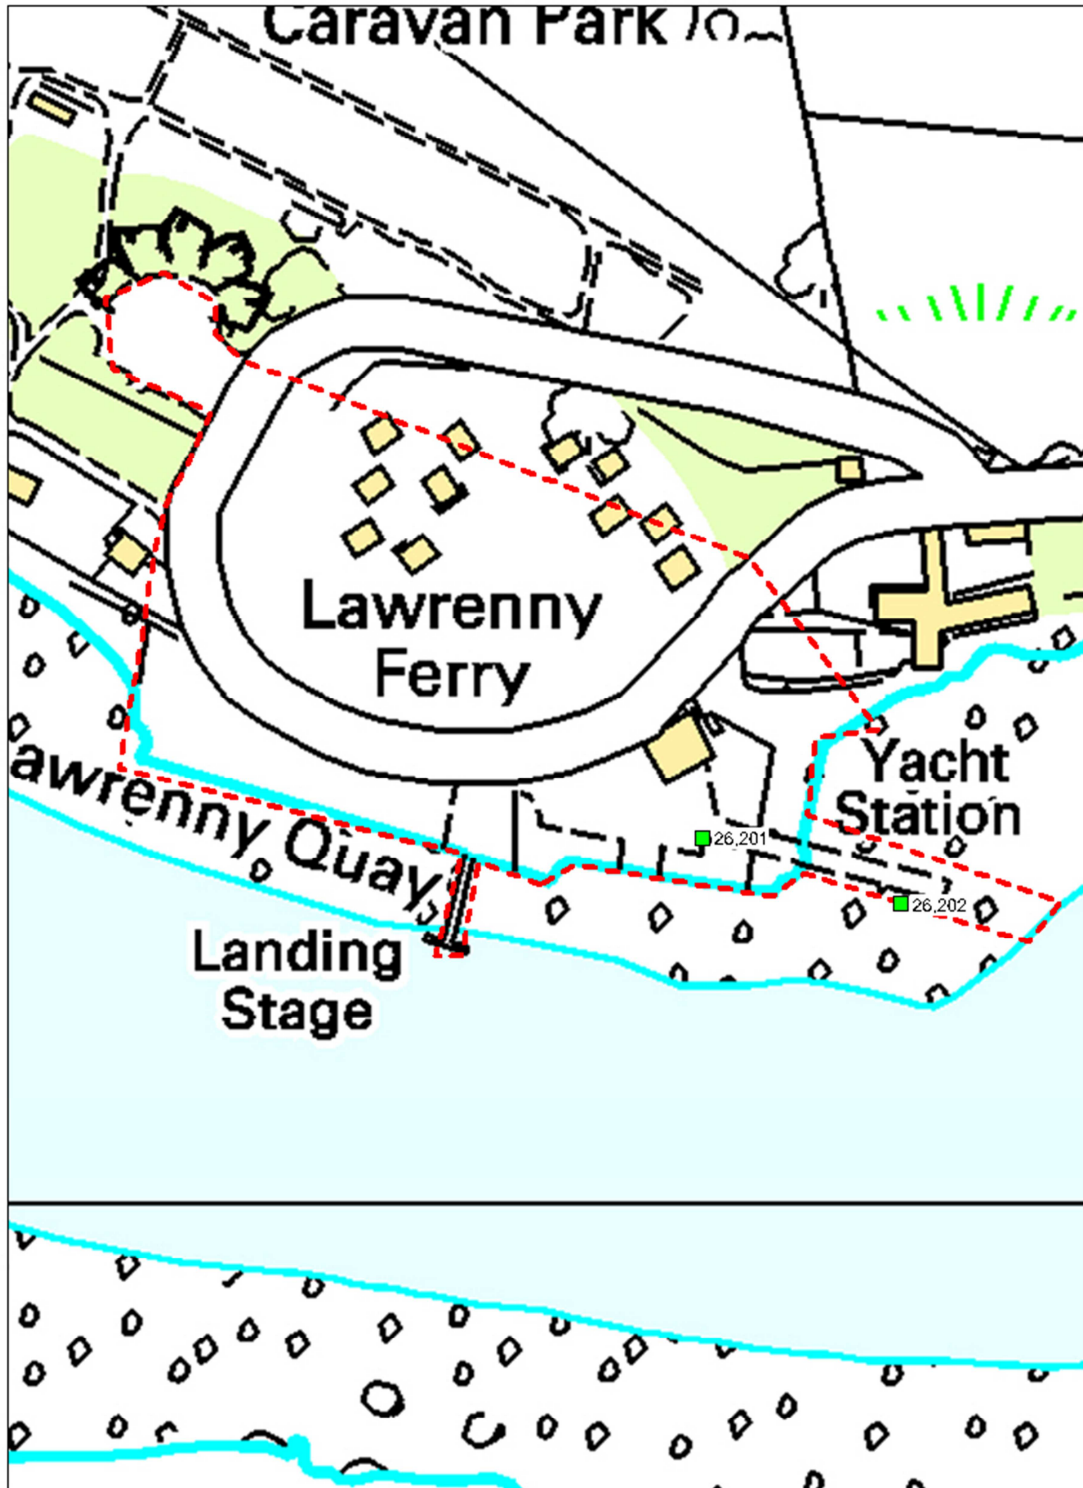 Caravan Park
Lawrenny
Ferry
Yacht
Station
26,201
awrenny Quay
26,202
Landing
Stage